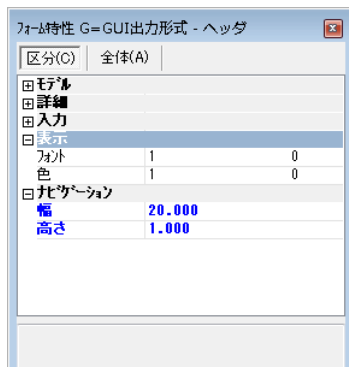 フォーム特性 G=GUI出力形式 - ヘッダ
区分(C) 全体(A)
モデル
詳細
入力
表示
フォント 1 0
色 1 0
ナビゲーション
幅 20.000
高さ 1.000